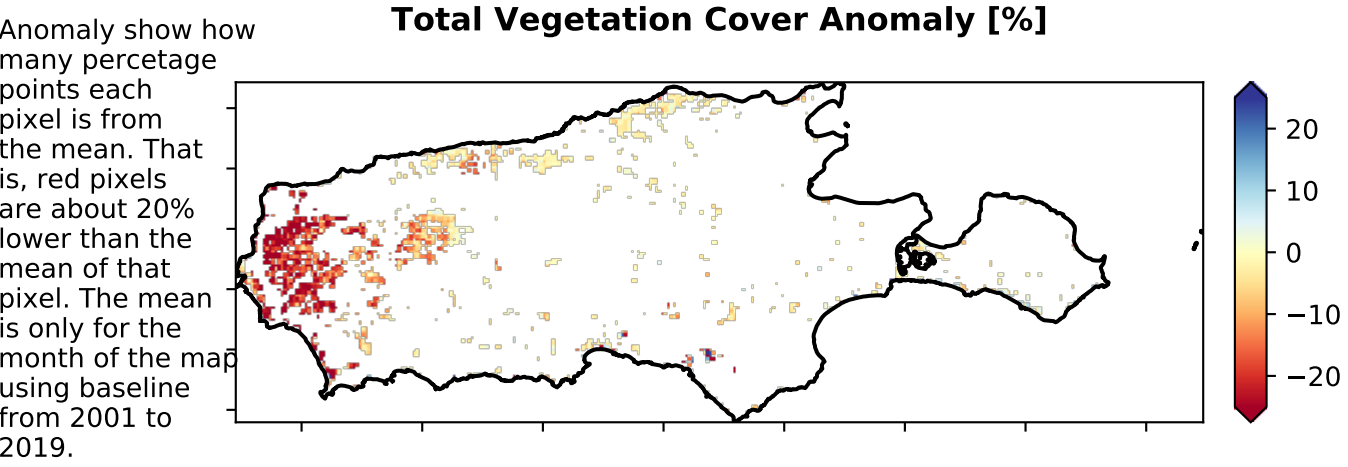 Total Vegetation Cover Anomaly [%]
Anomaly show how
many percetage
points each
pixel is from
the mean. That
is, red pixels
are about 20%
lower than the
mean of that
pixel. The mean
is only for the
month of the map
using baseline
from 2001 to
2019.
20
10
0
−10
−20